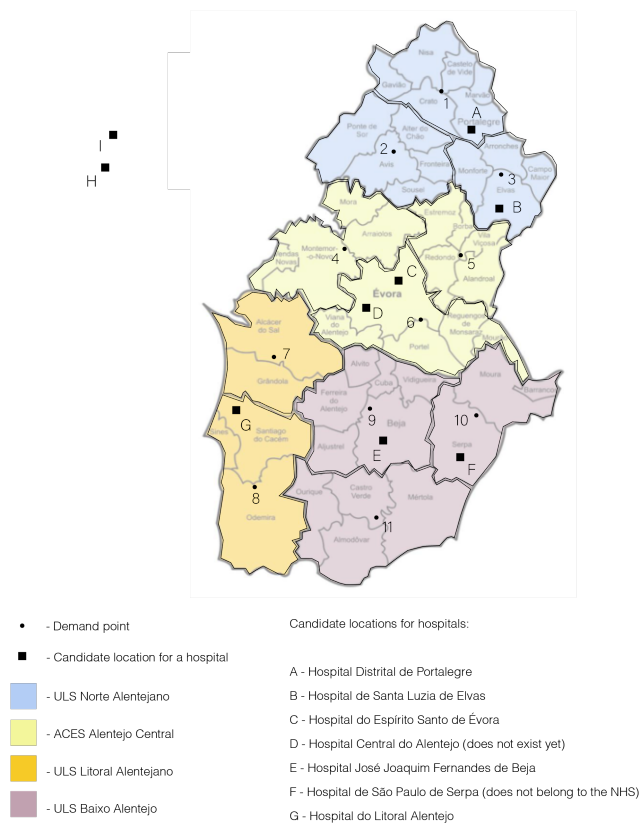 Nisa
Castelo
de Vide
Gavião
Marvão
1
Crato
A
Portalegre
Ponte de
Sor
Alter do
Chão
I
Arronches
2
Avis
Fronteira
Monforte
3
Campo
Maior
H
Elvas
Sousel
B
Mora
Estremoz
Arraiolos
Borba
Vila
Viçosa
Montemor
-o-Novo
4
Vendas
Novas
Redondo
5
C
Alandroal
Évora
D
Viana
do
Alentejo
6
Reguengos
de
Monsaraz
Alcácer
do Sal
Portel
7
Alvito
Moura
Grândola
Cuba
Vidigueira
Ferreira
do
Alentejo
Barrancos
9
10
G
Beja
Sines
Santiago
do Cacém
Aljustrel
E
Serpa
F
8
Ourique
Castro
Verde
Mértola
Odemira
11
Almodôvar
- Demand point
- Candidate location for a hospital
- ULS Norte Alentejano
- ACES Alentejo Central
- ULS Litoral Alentejano
- ULS Baixo Alentejo
Candidate locations for hospitals:
A - Hospital Distrital de Portalegre
B - Hospital de Santa Luzia de Elvas
C - Hospital do Espírito Santo de Évora
D - Hospital Central do Alentejo (does not exist yet)
E - Hospital José Joaquim Fernandes de Beja
F - Hospital de São Paulo de Serpa (does not belong to the NHS)
G - Hospital do Litoral Alentejo